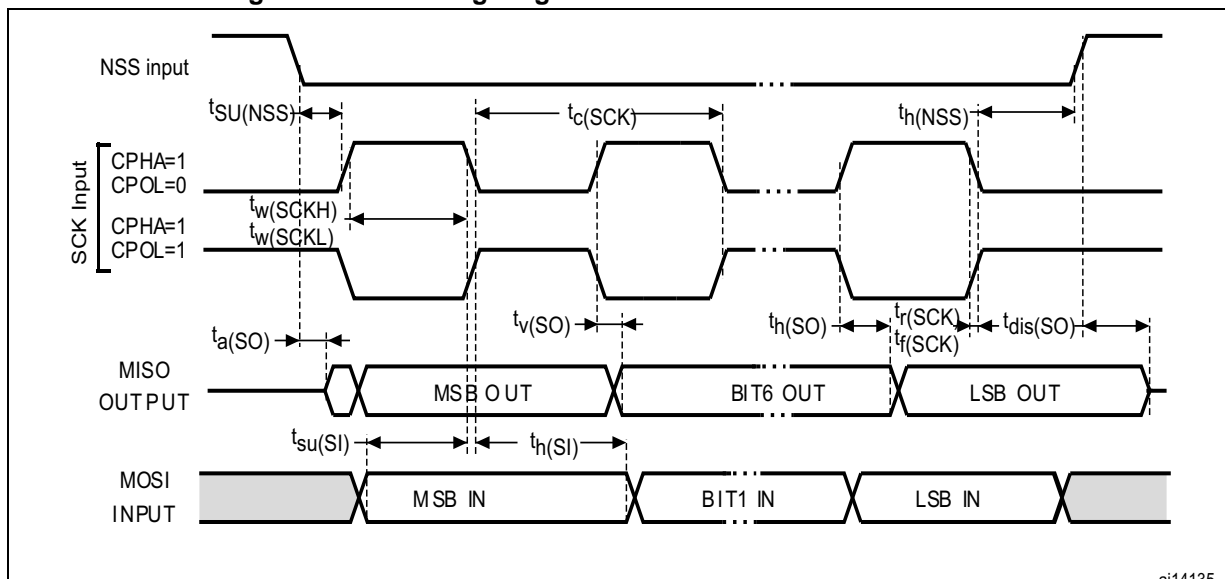 NSS input
tSU(NSS)
tc(SCK)
th(NSS)
SCK Input
CPHA=1
CPOL=0
tw(SCKH)
CPHA=1
tw(SCKL)
CPOL=1
ta(SO)
tv(SO)
th(SO)
tr(SCK)
tf(SCK)
tdis(SO)
MISO
OUTPUT
MSB OUT
BIT6 OUT
LSB OUT
tsu(SI)
th(SI)
MOSI
INPUT
MSB IN
BIT1 IN
LSB IN